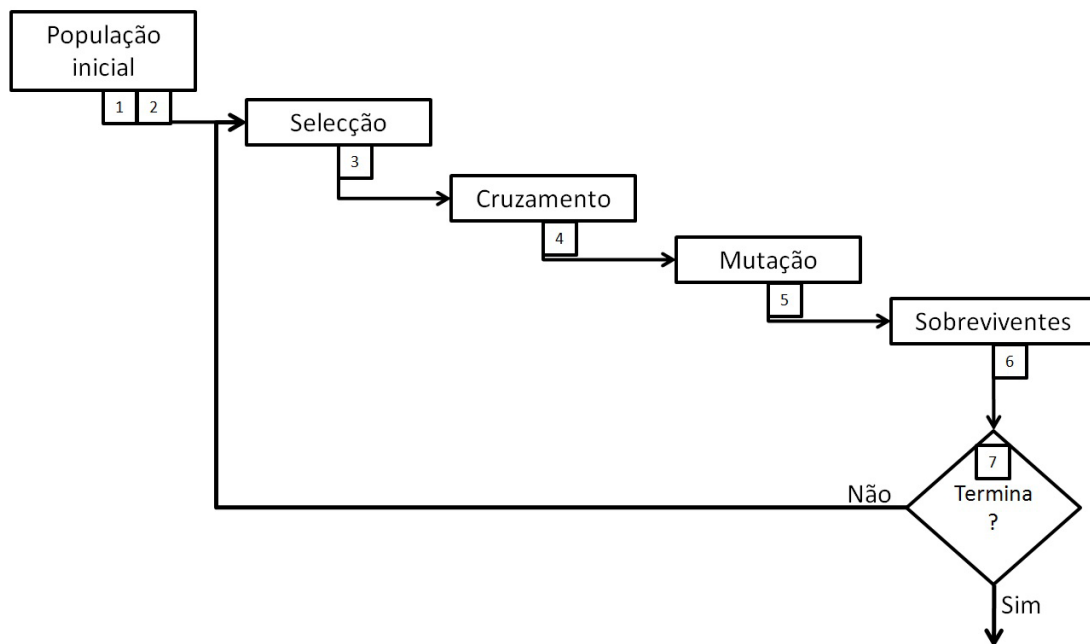 População
inicial
1 2
Selecção
3
Cruzamento
4
Mutação
5
Sobreviventes
6
7
Não
Termina
?
Sim